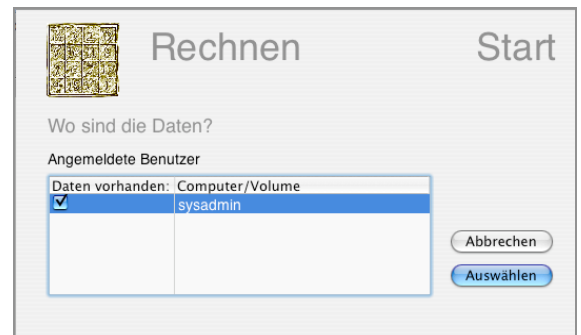 Rechnen Start
Wo sind die Daten?
Angemeldete Benutzer
Daten vorhanden: Computer/Volume
sysadmin
Abbrechen
Auswählen